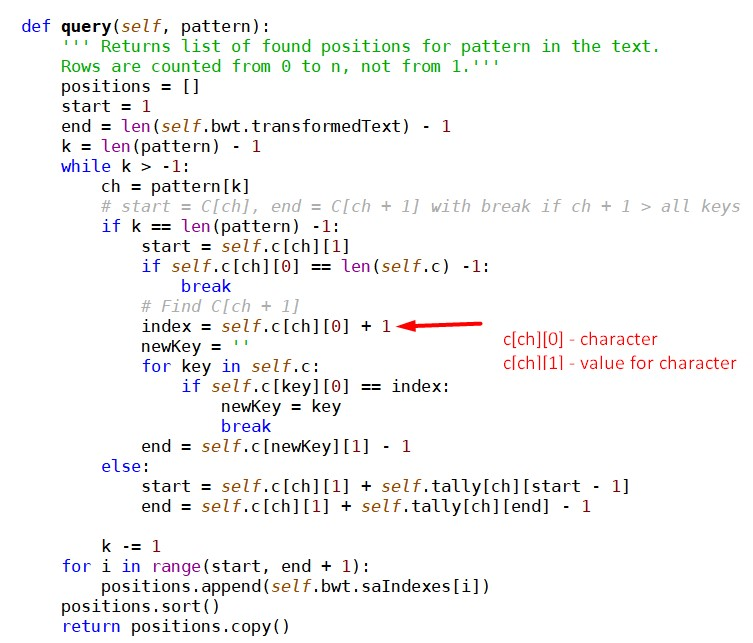 def query(self, pattern):
    ''' Returns list of found positions for pattern in the text.
    Rows are counted from 0 to n, not from 1.'''
    positions = []
    start = 1
    end = len(self.bwt.transformedText) - 1
    k = len(pattern) - 1
    while k > -1:
        ch = pattern[k]
        # start = C[ch], end = C[ch + 1] with break if ch + 1 > all keys
        if k == len(pattern) -1:
            start = self.c[ch][1]
            if self.c[ch][0] == len(self.c) -1:
                break
            # Find C[ch + 1]
            index = self.c[ch][0] + 1
            newKey = ''
            for key in self.c:
                if self.c[key][0] == index:
                    newKey = key
                    break
            end = self.c[newKey][1] - 1
        else:
            start = self.c[ch][1] + self.tally[ch][start - 1]
            end = self.c[ch][1] + self.tally[ch][end] - 1
        k -= 1
    for i in range(start, end + 1):
        positions.append(self.bwt.saIndexes[i])
    positions.sort()
    return positions.copy()
c[ch][0] - character
c[ch][1] - value for character